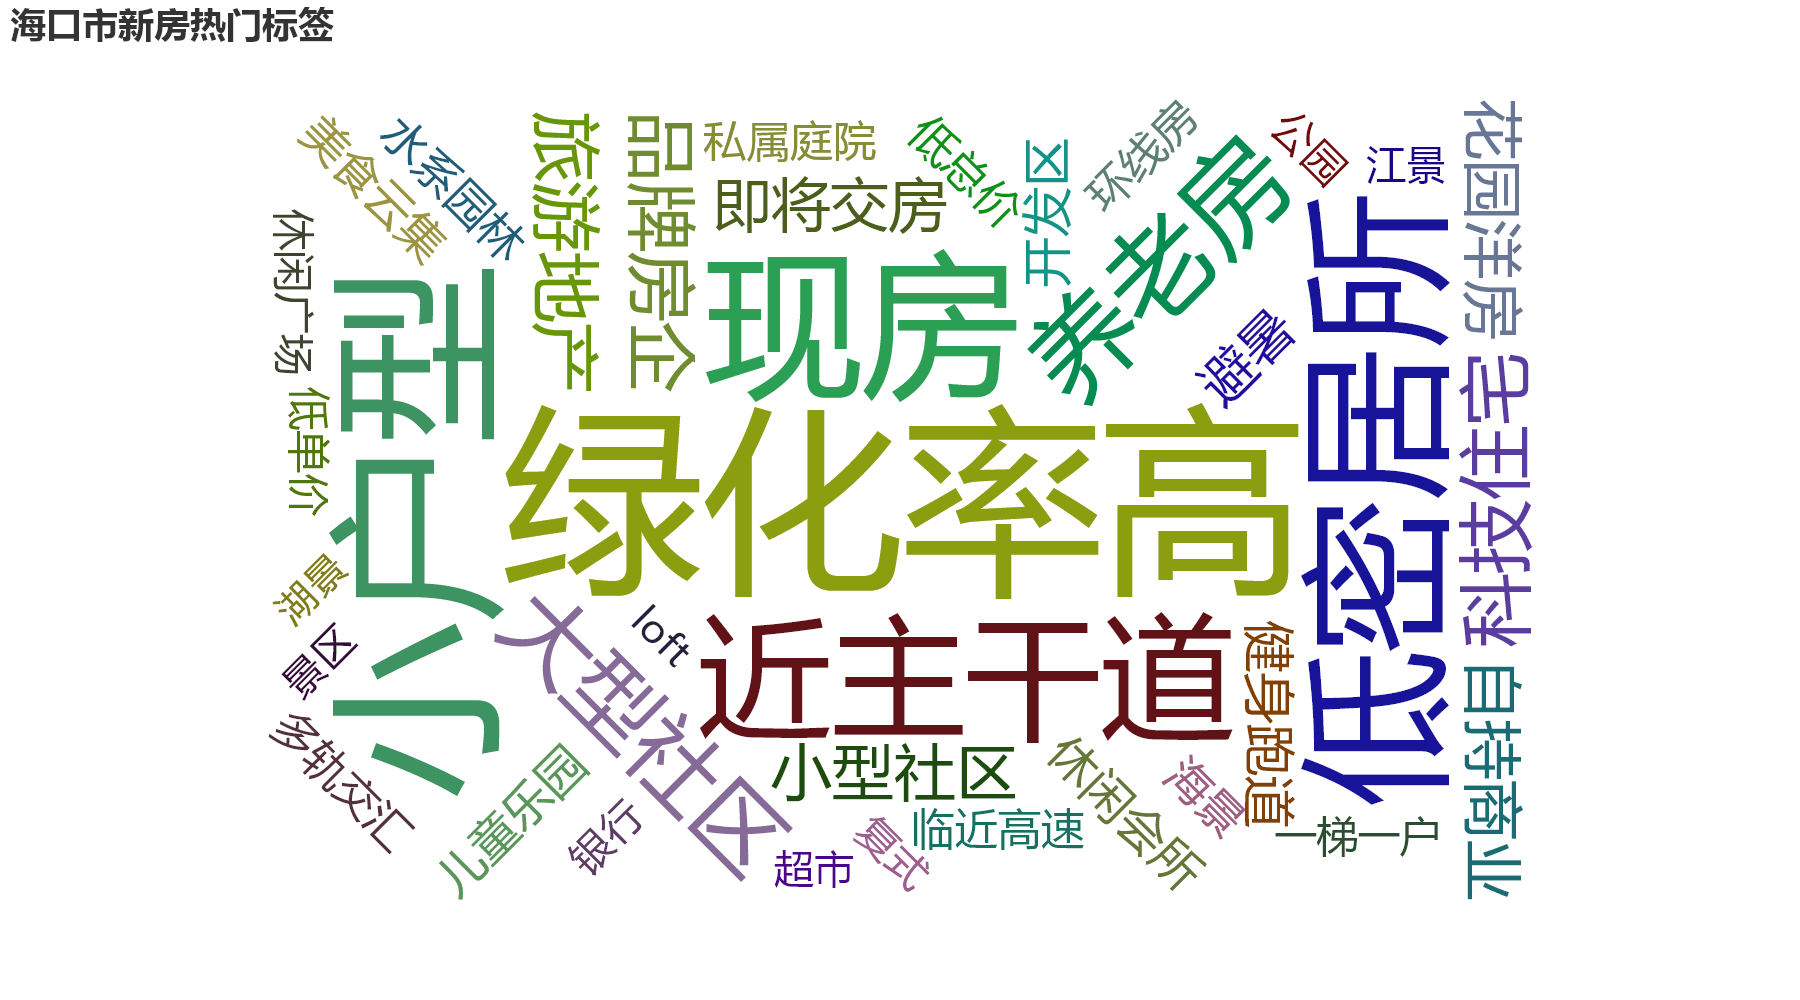 海口市新房热门标签
美食云集
水系园林
旅游地产
品牌房企
私属庭院
即将交房
低总价
开发区
环线房
公园
江景
花园洋房
休闲广场
小户型
现房
养老房
避暑
低密居所
科技住宅
低单价
绿化率高
湖景
景区
大型社区
loft
近主干道
健身跑道
自持商业
多轨交汇
儿童乐园
银行
小型社区
超市
复式
临近高速
休闲会所
海景
一梯一户